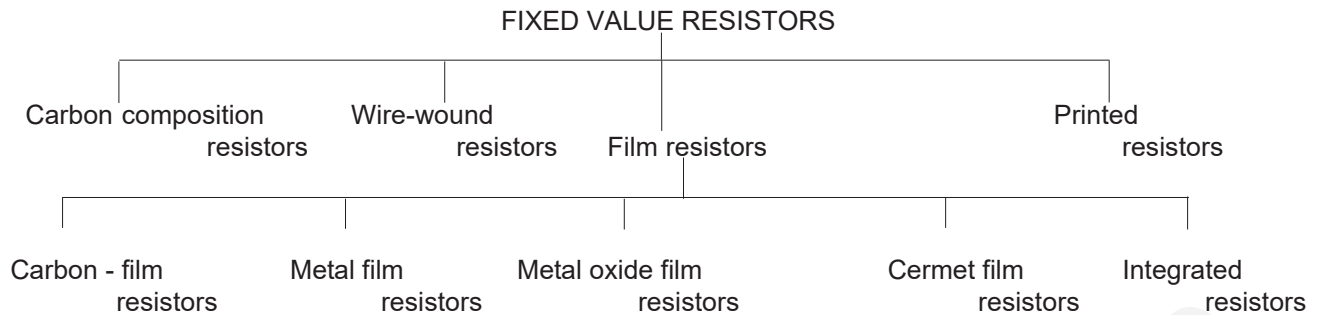 FIXED VALUE RESISTORS
Carbon composition
resistors
Wire-wound
resistors
Film resistors
Printed
resistors
Carbon - film
resistors
Metal film
resistors
Metal oxide film
resistors
Cermet film
resistors
Integrated
resistors